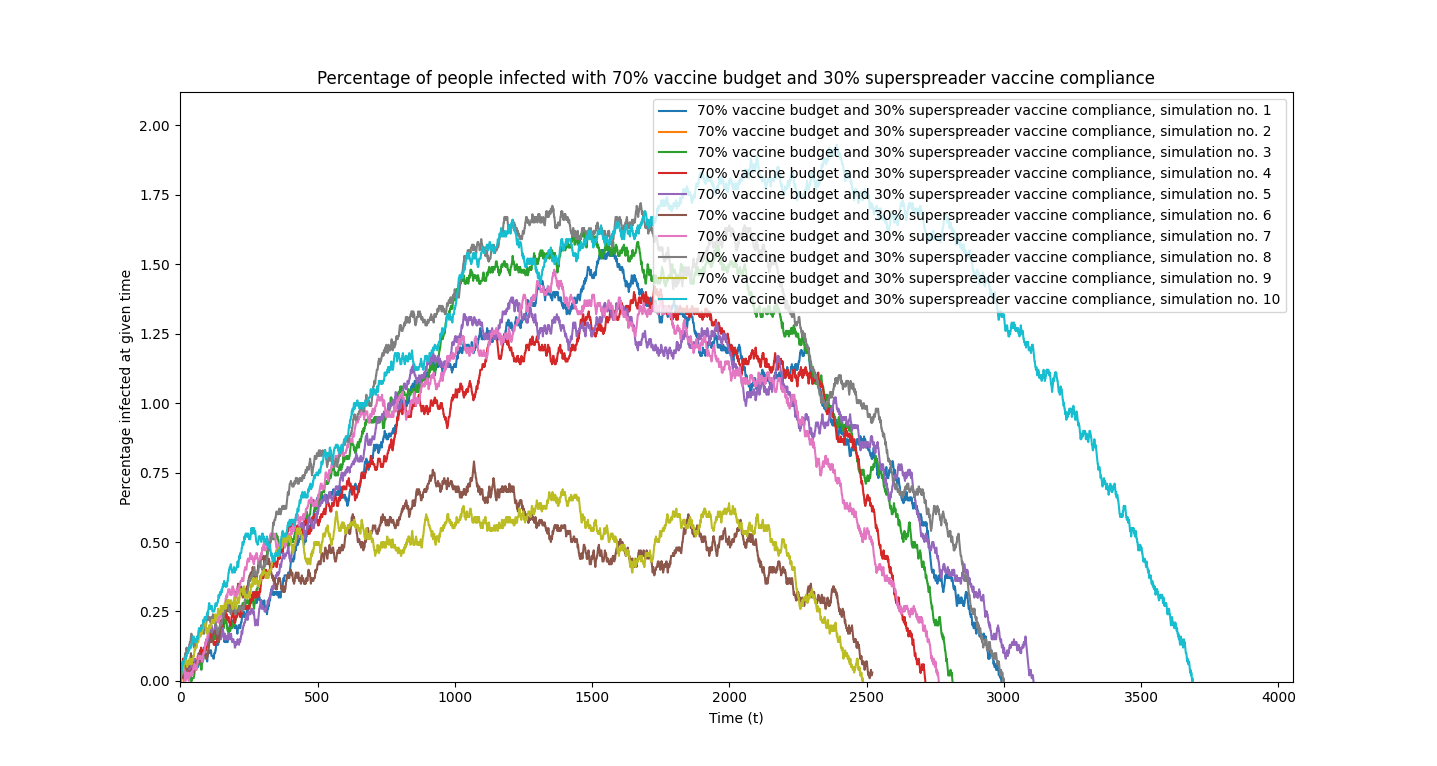 Percentage of people infected with 70% vaccine budget and 30% superspreader vaccine compliance
70% vaccine budget and 30% superspreader vaccine compliance, simulation no. 1
70% vaccine budget and 30% superspreader vaccine compliance, simulation no. 2
70% vaccine budget and 30% superspreader vaccine compliance, simulation no. 3
70% vaccine budget and 30% superspreader vaccine compliance, simulation no. 4
70% vaccine budget and 30% superspreader vaccine compliance, simulation no. 5
70% vaccine budget and 30% superspreader vaccine compliance, simulation no. 6
70% vaccine budget and 30% superspreader vaccine compliance, simulation no. 7
70% vaccine budget and 30% superspreader vaccine compliance, simulation no. 8
70% vaccine budget and 30% superspreader vaccine compliance, simulation no. 9
70% vaccine budget and 30% superspreader vaccine compliance, simulation no. 10
Percentage infected at given time
2.00
1.75
1.50
1.25
1.00
0.75
0.50
0.25
0.00
0 500 1000 1500 2000 2500 3000 3500 4000
Time (t)